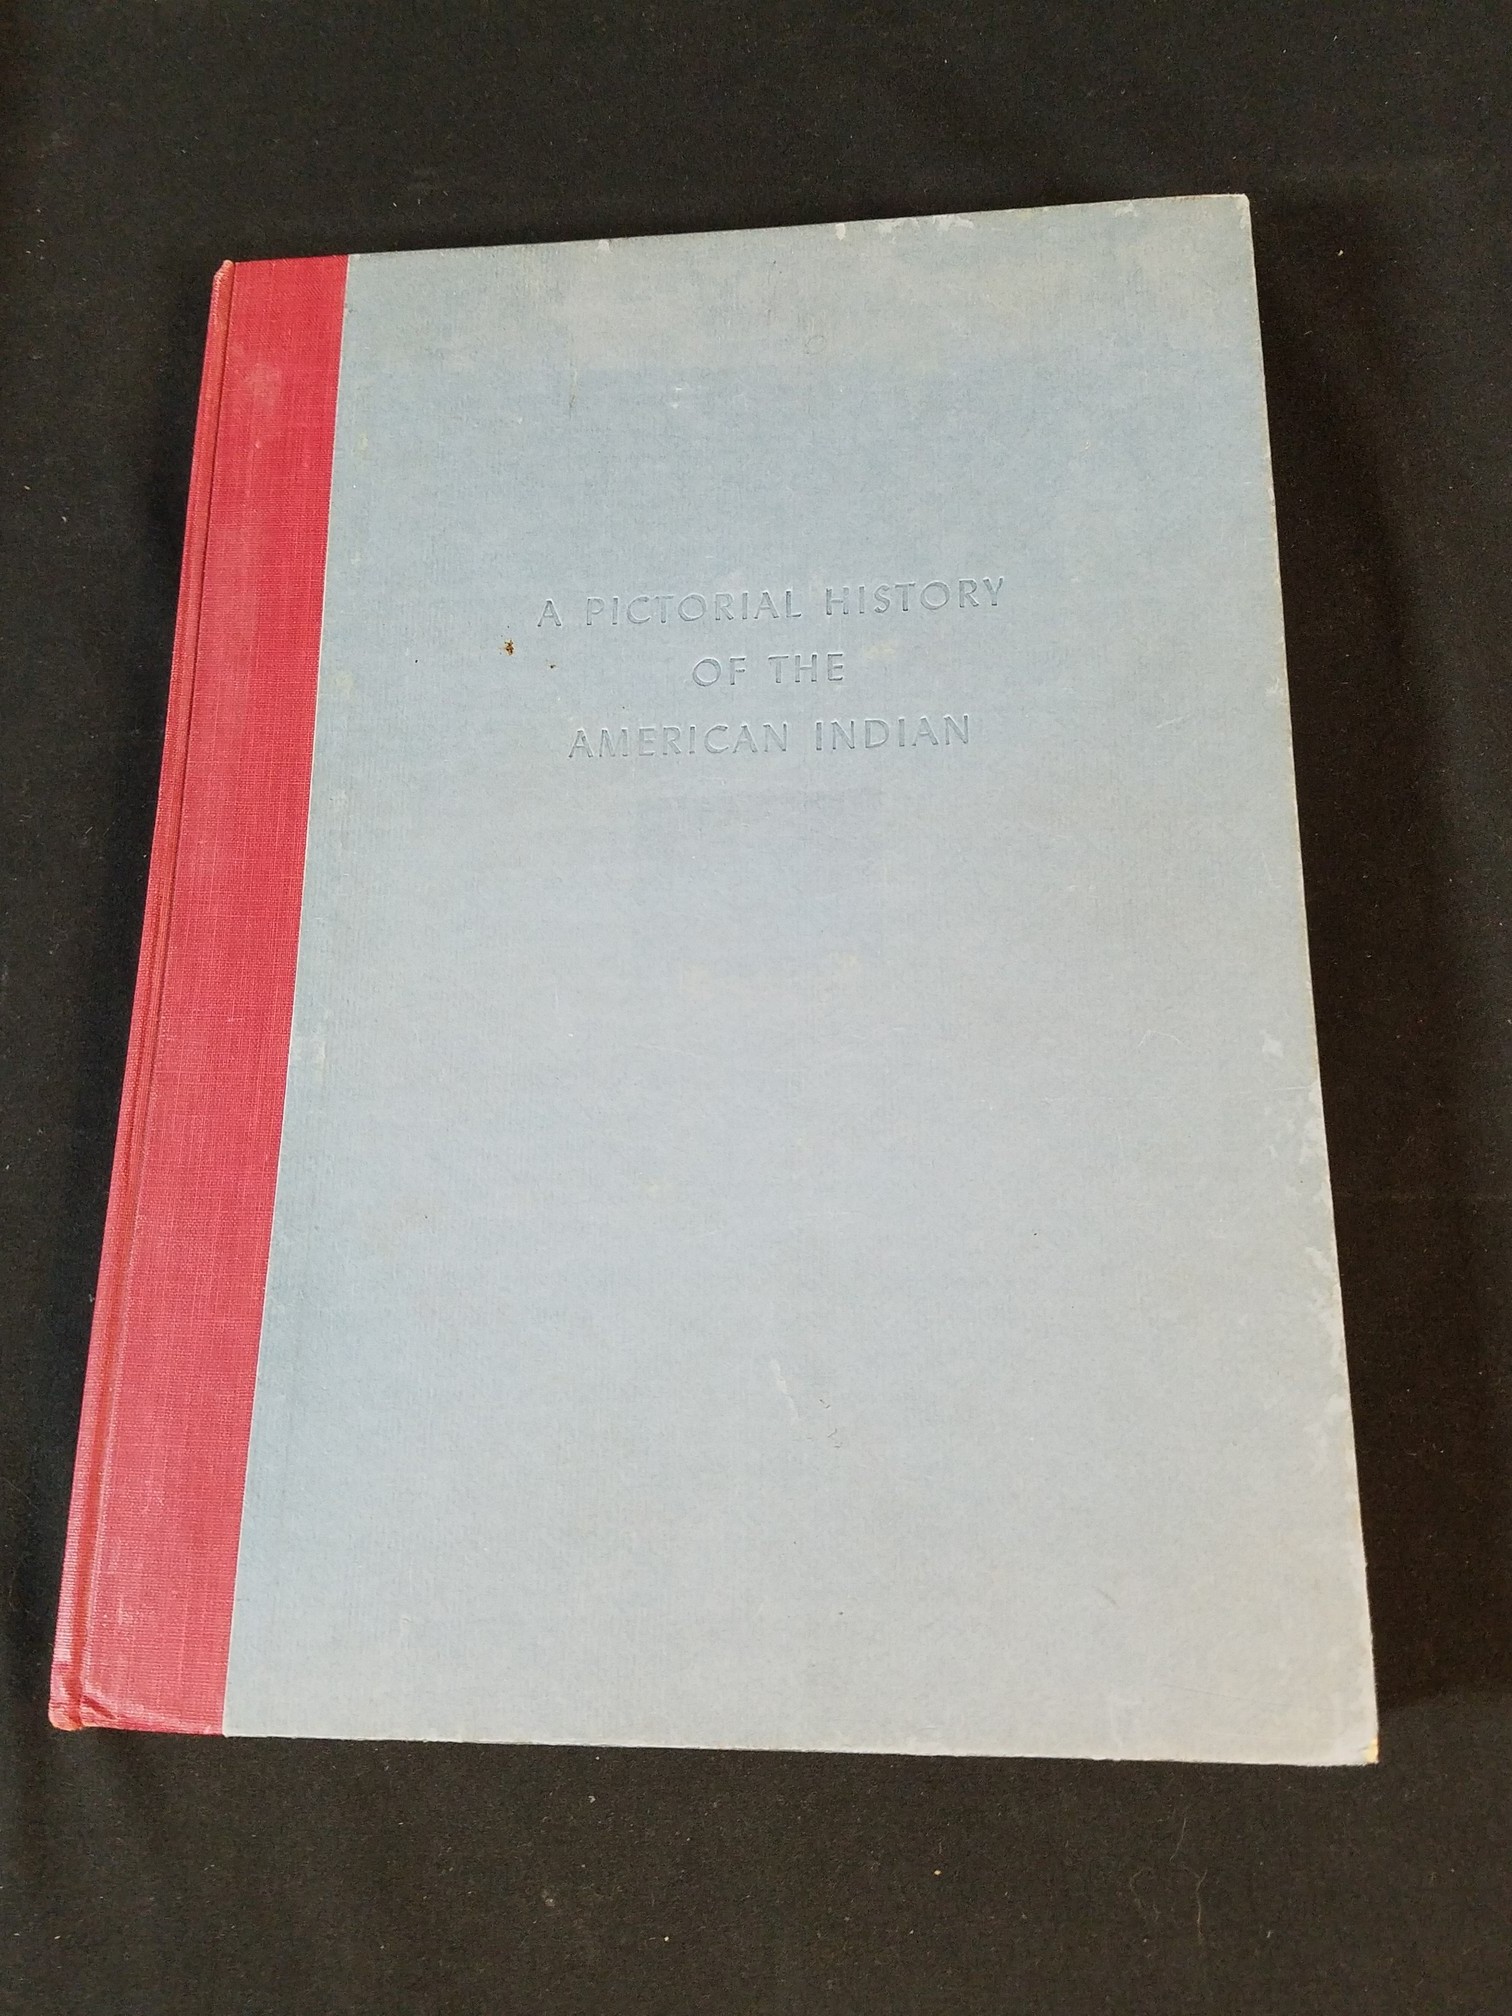 A PICTORIAL HISTORY
OF THE
AMERICAN INDIAN